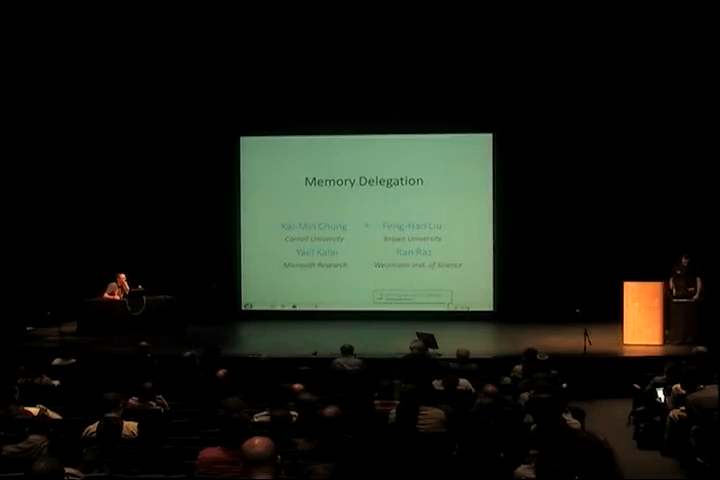 Memory Delegation
Kai-Min Chung * Feng-Hao Liu
Cornell University Brown University
Yael Kalai Ran Raz
Microsoft Research Weizmann Inst. of Science